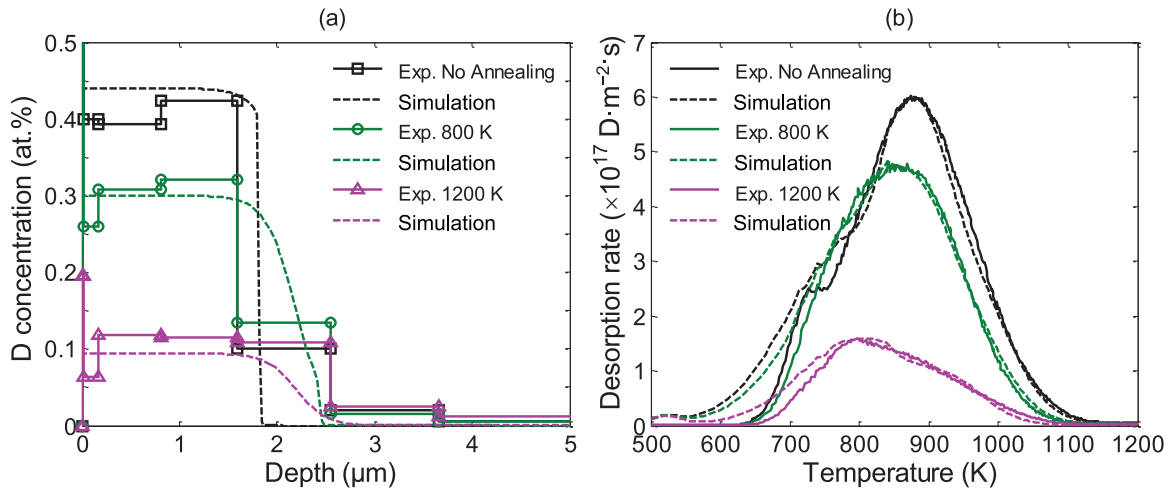 (a)
D concentration (at.%)
0.5
0.4
0.3
0.2
0.1
0
0
1
2
3
4
5
Depth (μm)
Exp. No Annealing
Simulation
Exp. 800 K
Simulation
Exp. 1200 K
Simulation
(b)
Desorption rate (×10¹⁷ D·m⁻²·s)
7
6
5
4
3
2
1
0
500
600
700
800
900
1000
1100
1200
Temperature (K)
Exp. No Annealing
Simulation
Exp. 800 K
Simulation
Exp. 1200 K
Simulation